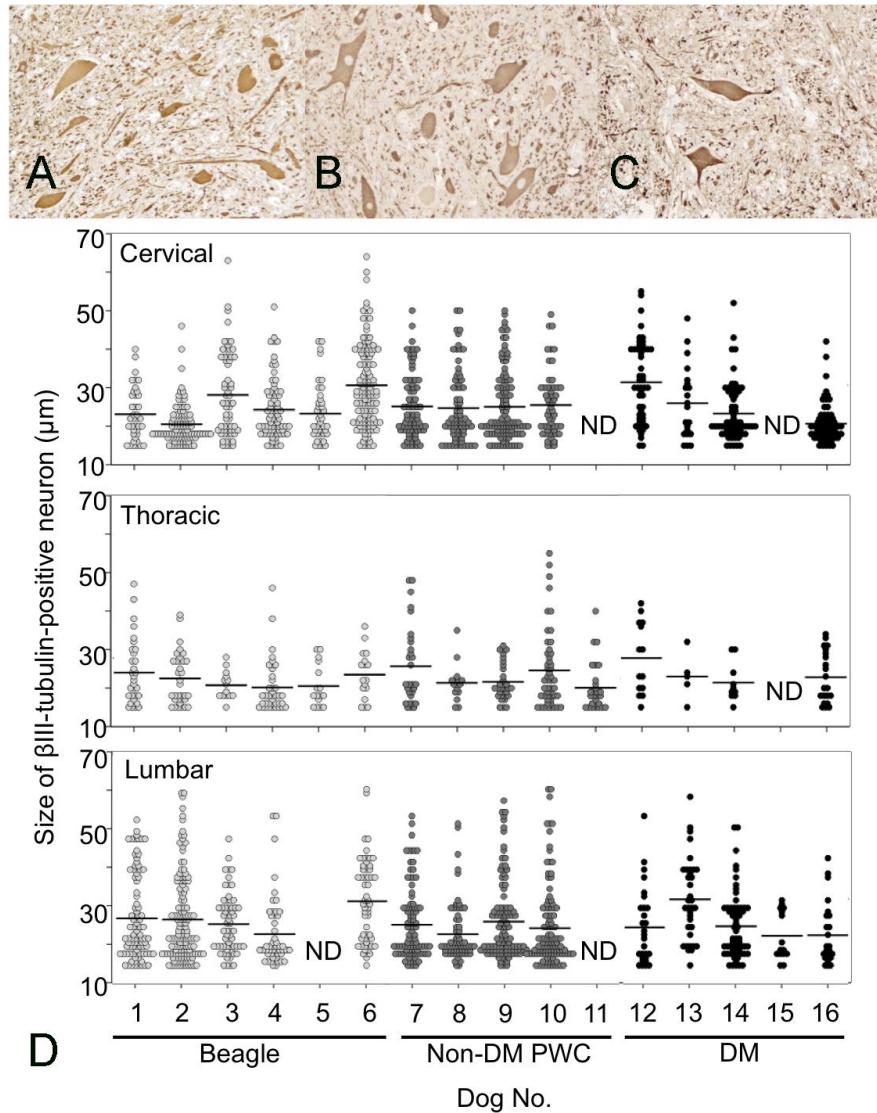 A B C
70
Cervical
50
30
ND ND
10
70
Thoracic
50
30
ND
10
70
Lumbar
50
30
ND ND
10
Size of βIII-tubulin-positive neuron (µm)
1 2 3 4 5 6 7 8 9 10 11 12 13 14 15 16
D Beagle Non-DM PWC DM
Dog No.